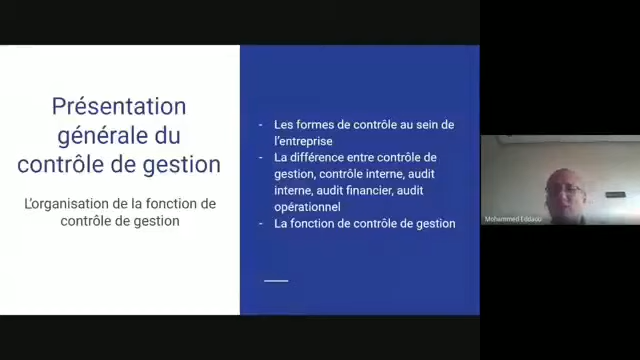 Présentation
générale du
contrôle de gestion
L'organisation de la fonction de
contrôle de gestion
- Les formes de contrôle au sein de
l'entreprise
- La différence entre contrôle de
gestion, contrôle interne, audit
interne, audit financier, audit
opérationnel
- La fonction de contrôle de gestion
Mohammed Eddaou